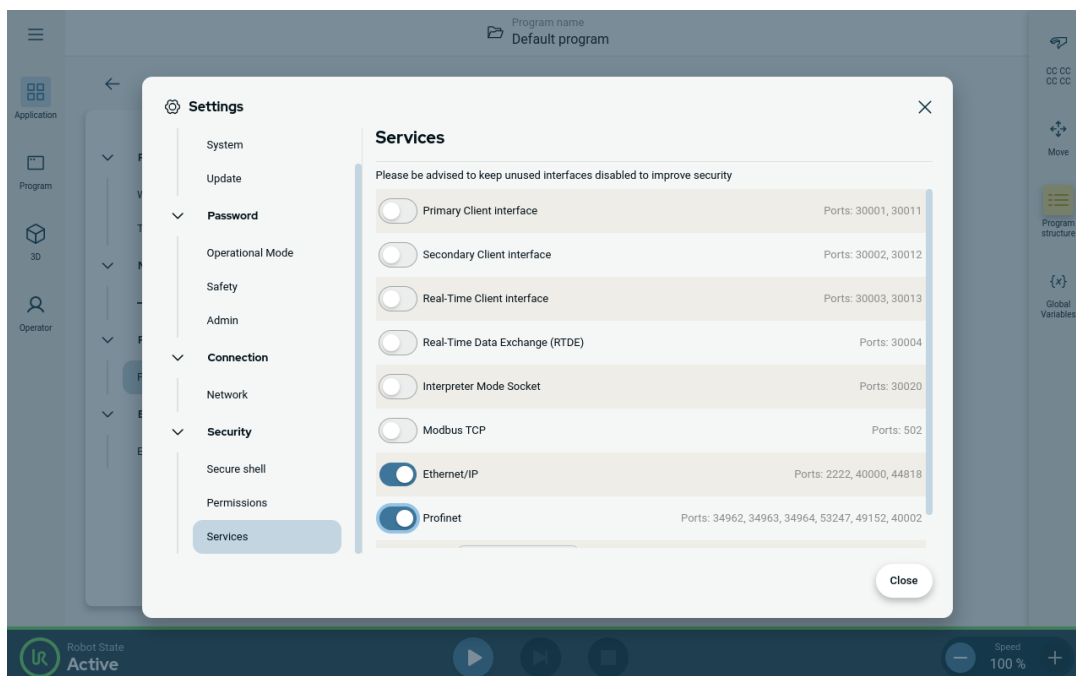 Program name
Default program
Application
Program
3D
Operator
Settings
System
Update
Password
Operational Mode
Safety
Admin
Connection
Network
Security
Secure shell
Permissions
Services
Services
Please be advised to keep unused interfaces disabled to improve security
Primary Client interface Ports: 30001, 30011
Secondary Client interface Ports: 30002, 30012
Real-Time Client interface Ports: 30003, 30013
Real-Time Data Exchange (RTDE) Ports: 30004
Interpreter Mode Socket Ports: 30020
Modbus TCP Ports: 502
Ethernet/IP Ports: 2222, 40000, 44818
Profinet Ports: 34962, 34963, 34964, 53247, 49152, 40002
Close
CC CC
CC CC
Move
Program
structure
{x}
Global
Variables
UR
Robot State
Active
Speed
100 %